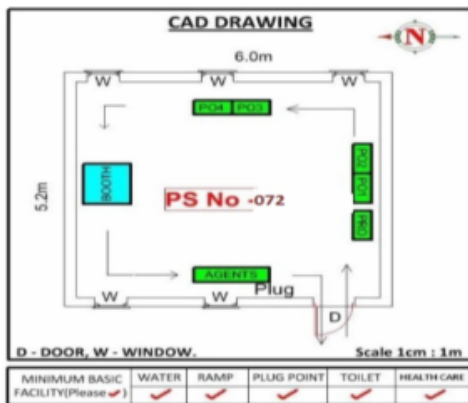 CAD DRAWING
N
6.0m
W W W
PO4 PO3
5.2m
BOOTH
PO2 PO1
PRO
PS No -072
AGENTS
Plug
W W
D
D - DOOR, W - WINDOW. Scale 1cm : 1m
MINIMUM BASIC FACILITY(Please ✓) WATER RAMP PLUG POINT TOILET HEALTH CARE
✓ ✓ ✓ ✓ ✓